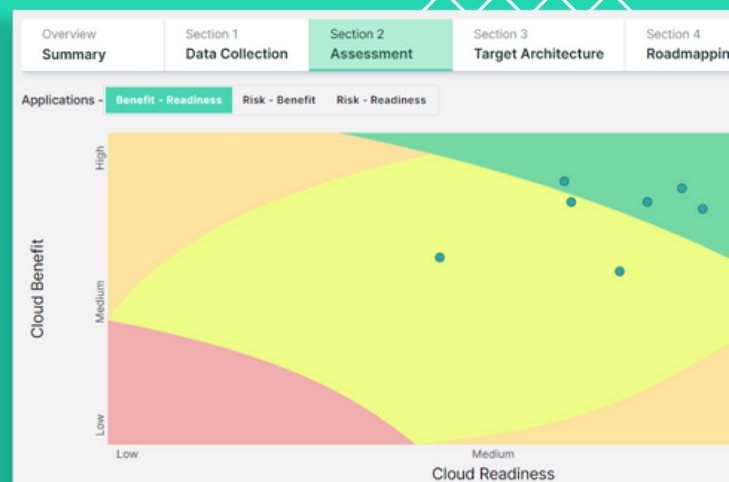 Overview
Summary
Section 1
Data Collection
Section 2
Assessment
Section 3
Target Architecture
Section 4
Roadmappin
Applications - Benefit - Readiness Risk - Benefit Risk - Readiness
High
Medium
Low
Cloud Benefit
Low Medium
Cloud Readiness